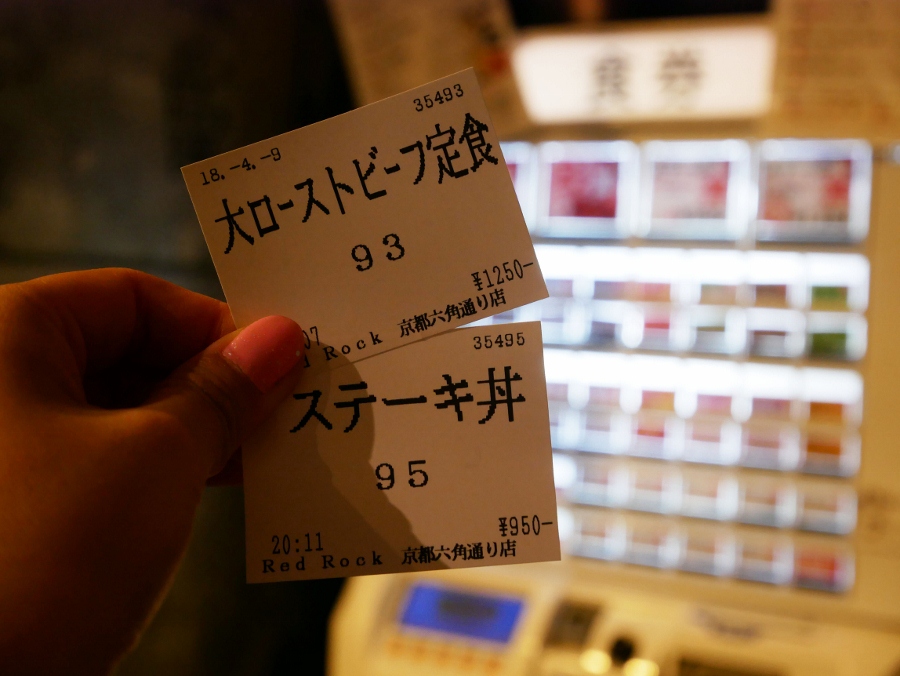 食券
35493
18.-4.-9
大ローストビーフ定食
93
¥1250-
07
Rock 京都六角通り店
35495
ステーキ丼
95
¥950-
20:11
Red Rock 京都六角通り店